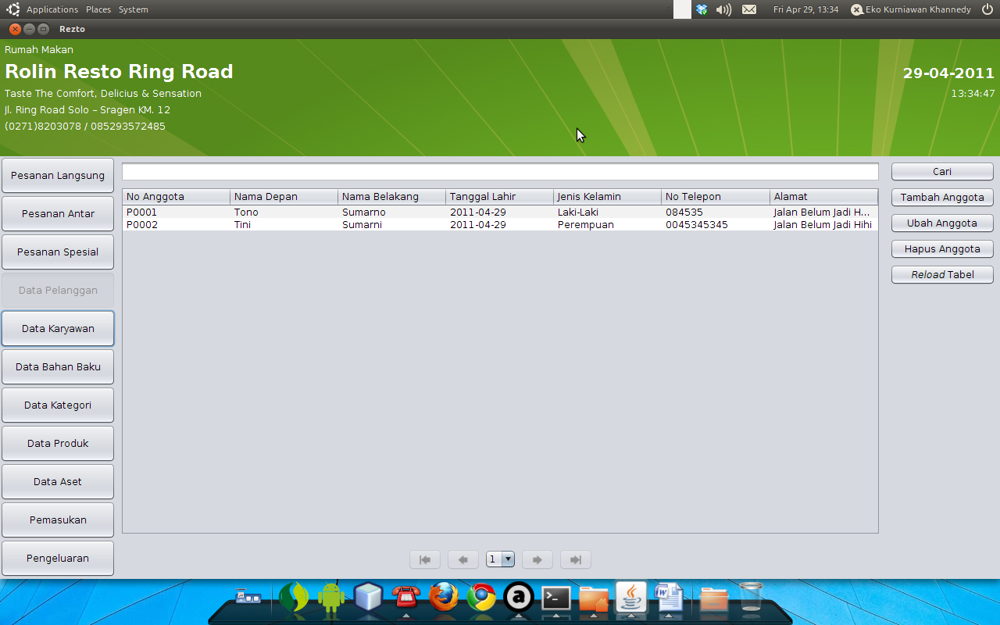 Applications Places System
Fri Apr 29, 13:34 Eko Kurniawan Khannedy
Rezto
Rumah Makan
Rolin Resto Ring Road
29-04-2011
Taste The Comfort, Delicius & Sensation
13:34:47
Jl. Ring Road Solo – Sragen KM. 12
(0271)8203078 / 085293572485
Pesanan Langsung
Pesanan Antar
Pesanan Spesial
Data Pelanggan
Data Karyawan
Data Bahan Baku
Data Kategori
Data Produk
Data Aset
Pemasukan
Pengeluaran
No Anggota Nama Depan Nama Belakang Tanggal Lahir Jenis Kelamin No Telepon Alamat
P0001 Tono Sumarno 2011-04-29 Laki-Laki 084535 Jalan Belum Jadi H...
P0002 Tini Sumarni 2011-04-29 Perempuan 0045345345 Jalan Belum Jadi Hihi
1
Cari
Tambah Anggota
Ubah Anggota
Hapus Anggota
Reload Tabel